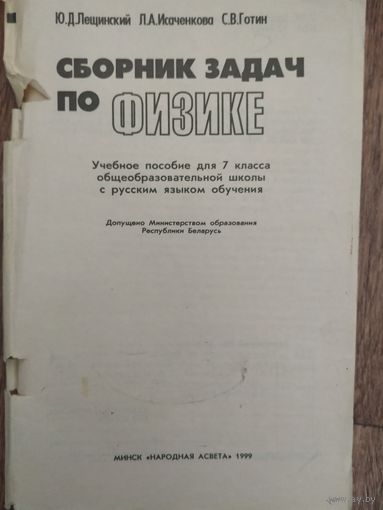 Ю.Д.Лещинский Л.А.Исаченкова С.В.Готин
СБОРНИК ЗАДАЧ
ПО ФИЗИКЕ
Учебное пособие для 7 класса
общеобразовательной школы
с русским языком обучения
Допущено Министерством образования
Республики Беларусь
МИНСК «НАРОДНАЯ АСВЕТА» 1999